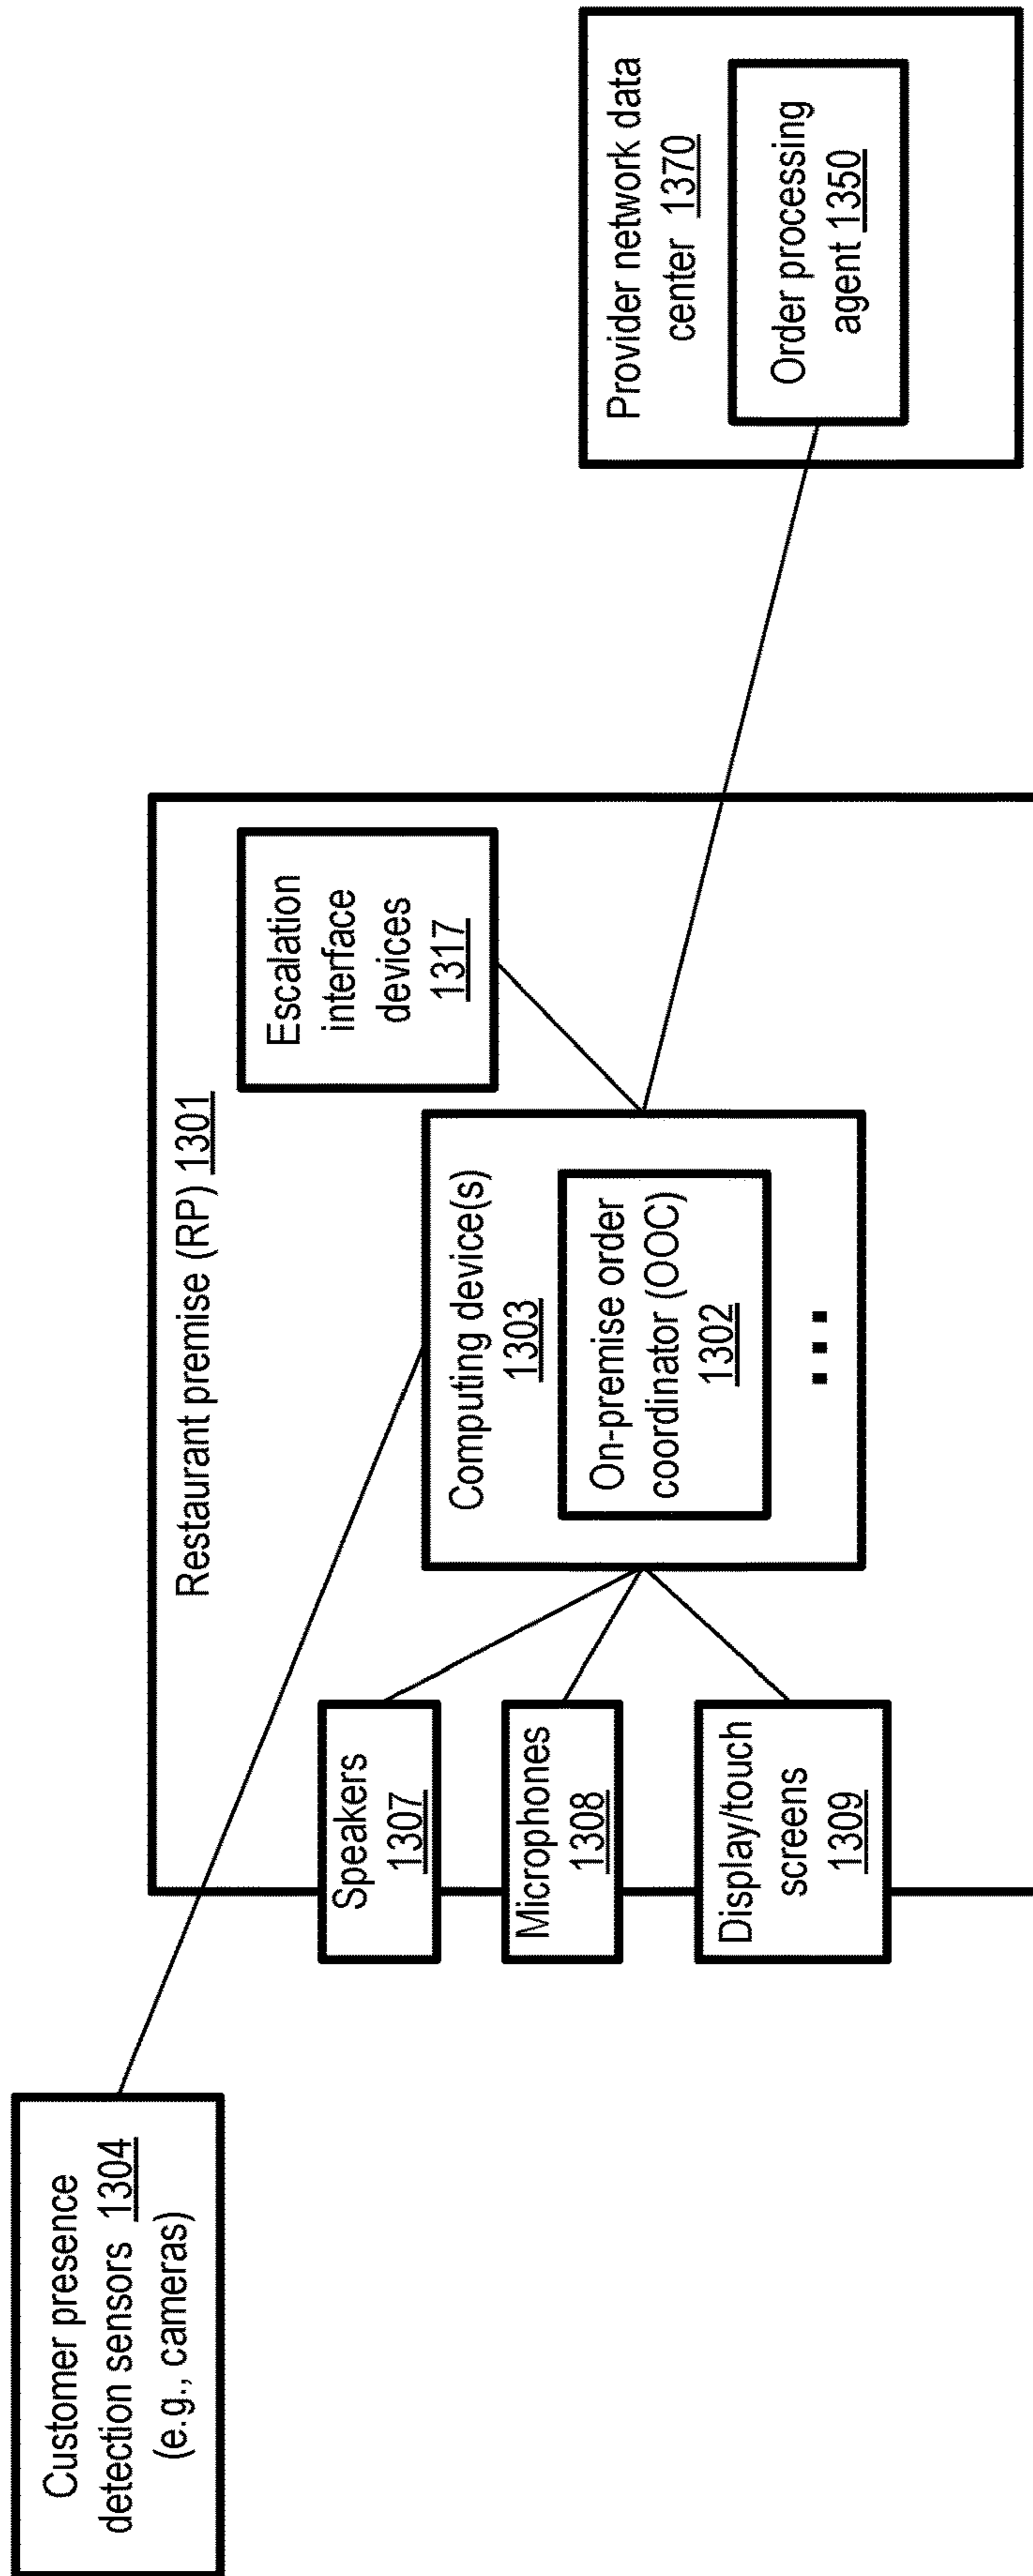 Customer presence
detection sensors 1304
(e.g., cameras)
Restaurant premise (RP) 1301
Speakers
1307
Microphones
1308
Display/touch
screens
1309
Computing device(s)
1303
On-premise order
coordinator (OOC)
1302
...
Escalation
interface
devices
1317
Provider network data
center 1370
Order processing
agent 1350